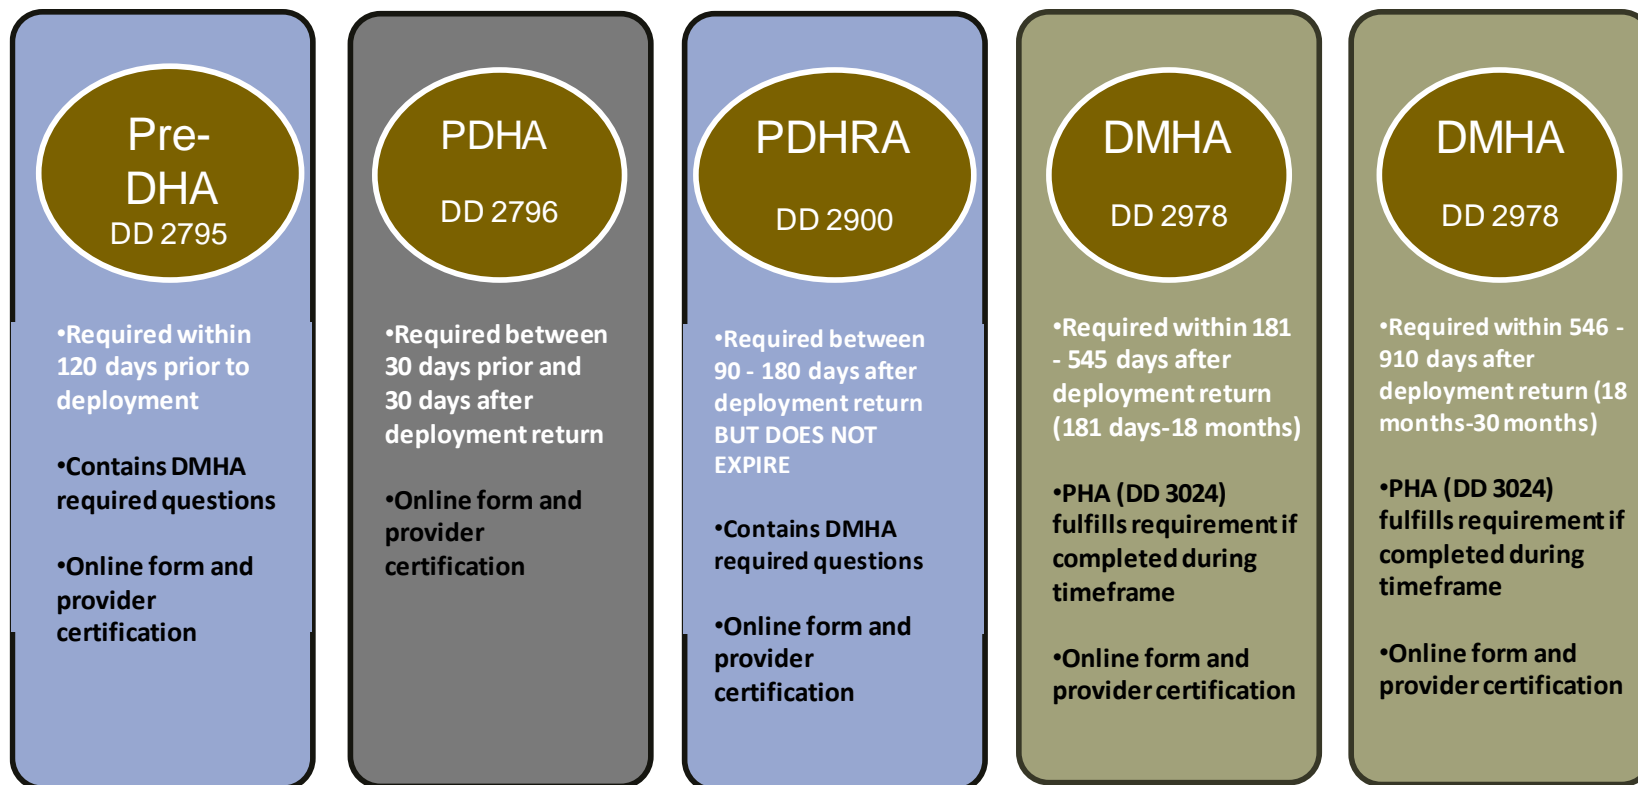 Pre-
DHA
DD 2795
•Required within
120 days prior to
deployment
•Contains DMHA
required questions
•Online form and
provider
certification
PDHA
DD 2796
•Required between
30 days prior and
30 days after
deployment return
•Online form and
provider
certification
PDHRA
DD 2900
•Required between
90 - 180 days after
deployment return
BUT DOES NOT
EXPIRE
•Contains DMHA
required questions
•Online form and
provider
certification
DMHA
DD 2978
•Required within 181
- 545 days after
deployment return
(181 days-18 months)
•PHA (DD 3024)
fulfills requirement if
completed during
timeframe
•Online form and
provider certification
DMHA
DD 2978
•Required within 546 -
910 days after
deployment return (18
months-30 months)
•PHA (DD 3024)
fulfills requirement if
completed during
timeframe
•Online form and
provider certification